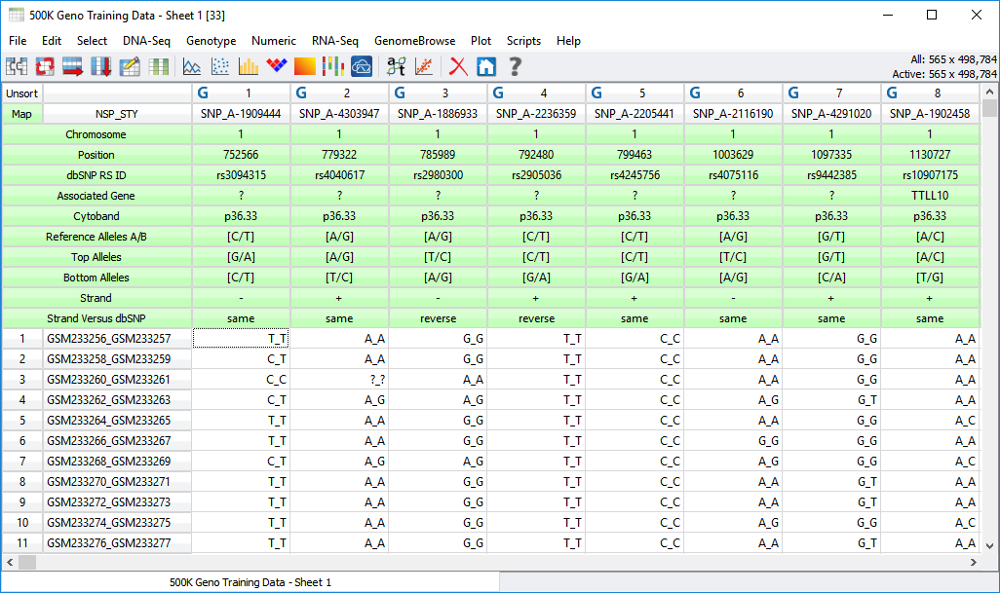 500K Geno Training Data - Sheet 1 [33]
File Edit Select DNA-Seq Genotype Numeric RNA-Seq GenomeBrowse Plot Scripts Help
All: 565 x 498,784
Active: 565 x 498,784
Unsort G 1 G 2 G 3 G 4 G 5 G 6 G 7 G 8
Map NSP_STY SNP_A-1909444 SNP_A-4303947 SNP_A-1886933 SNP_A-2236359 SNP_A-2205441 SNP_A-2116190 SNP_A-4291020 SNP_A-1902458
Chromosome 1 1 1 1 1 1 1 1
Position 752566 779322 785989 792480 799463 1003629 1097335 1130727
dbSNP RS ID rs3094315 rs4040617 rs2980300 rs2905036 rs4245756 rs4075116 rs9442385 rs10907175
Associated Gene ? ? ? ? ? ? ? TTLL10
Cytoband p36.33 p36.33 p36.33 p36.33 p36.33 p36.33 p36.33 p36.33
Reference Alleles A/B [C/T] [A/G] [A/G] [C/T] [C/T] [A/G] [G/T] [A/C]
Top Alleles [G/A] [A/G] [T/C] [C/T] [C/T] [T/C] [G/T] [A/C]
Bottom Alleles [C/T] [T/C] [A/G] [G/A] [G/A] [A/G] [C/A] [T/G]
Strand - + - + + - + +
Strand Versus dbSNP same same reverse reverse same same same same
1 GSM233256_GSM233257 T_T A_A G_G T_T C_C A_A G_G A_A
2 GSM233258_GSM233259 C_T A_A G_G T_T C_C A_A G_G A_A
3 GSM233260_GSM233261 C_C ?_? A_A T_T C_C A_A G_G A_A
4 GSM233262_GSM233263 C_T A_G A_G T_T C_C A_G G_T A_A
5 GSM233264_GSM233265 T_T A_A G_G T_T C_C A_A G_G A_C
6 GSM233266_GSM233267 T_T A_A G_G T_T C_C G_G G_G A_A
7 GSM233268_GSM233269 C_T A_G A_G T_T C_C A_A G_G A_C
8 GSM233270_GSM233271 T_T A_A G_G T_T C_C A_A G_T A_A
9 GSM233272_GSM233273 T_T A_A G_G T_T C_C A_A G_T A_A
10 GSM233274_GSM233275 T_T A_A G_G T_T C_C A_G G_G A_C
11 GSM233276_GSM233277 T_T A_A G_G T_T C_C A_A G_T A_A
500K Geno Training Data - Sheet 1